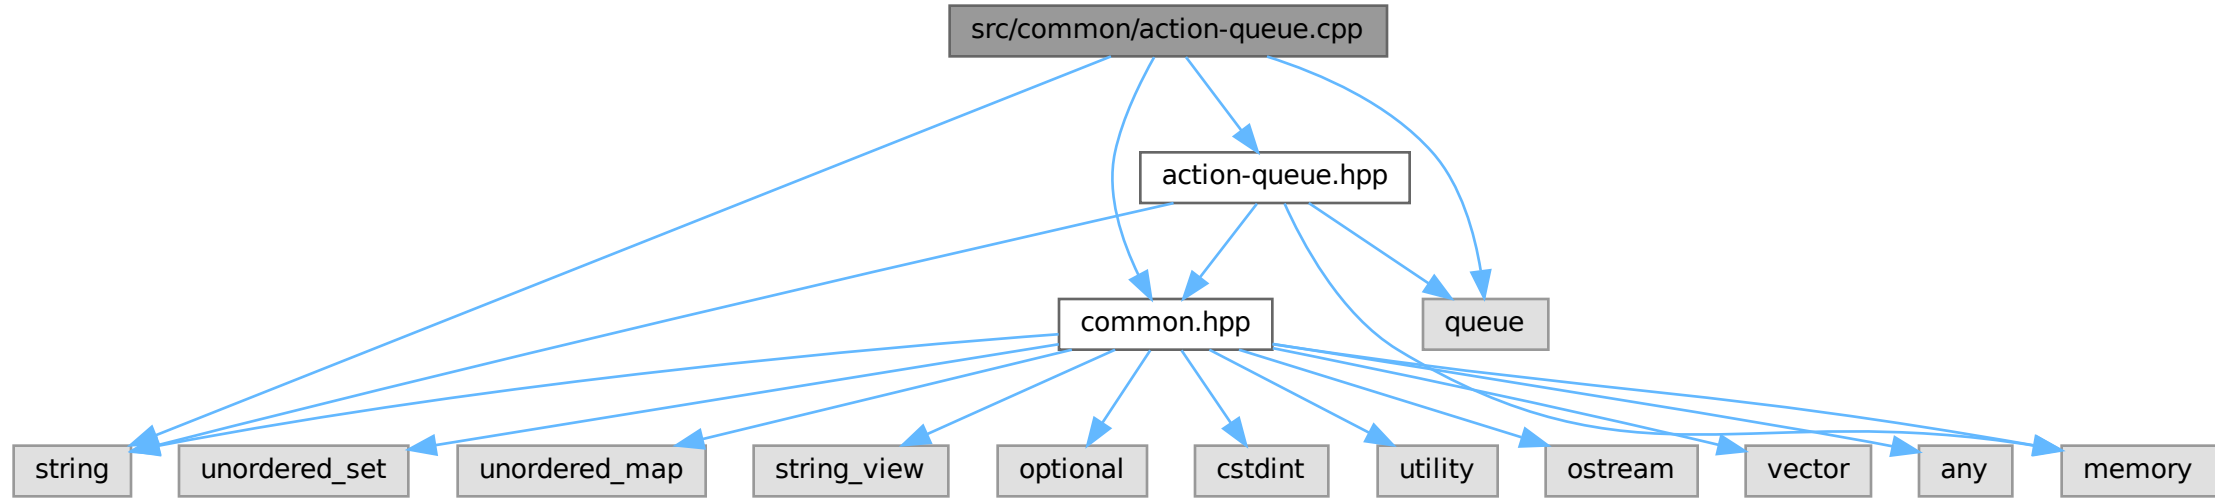 src/common/action-queue.cpp
action-queue.hpp
common.hpp
queue
string
unordered_set
unordered_map
string_view
optional
cstdint
utility
ostream
vector
any
memory